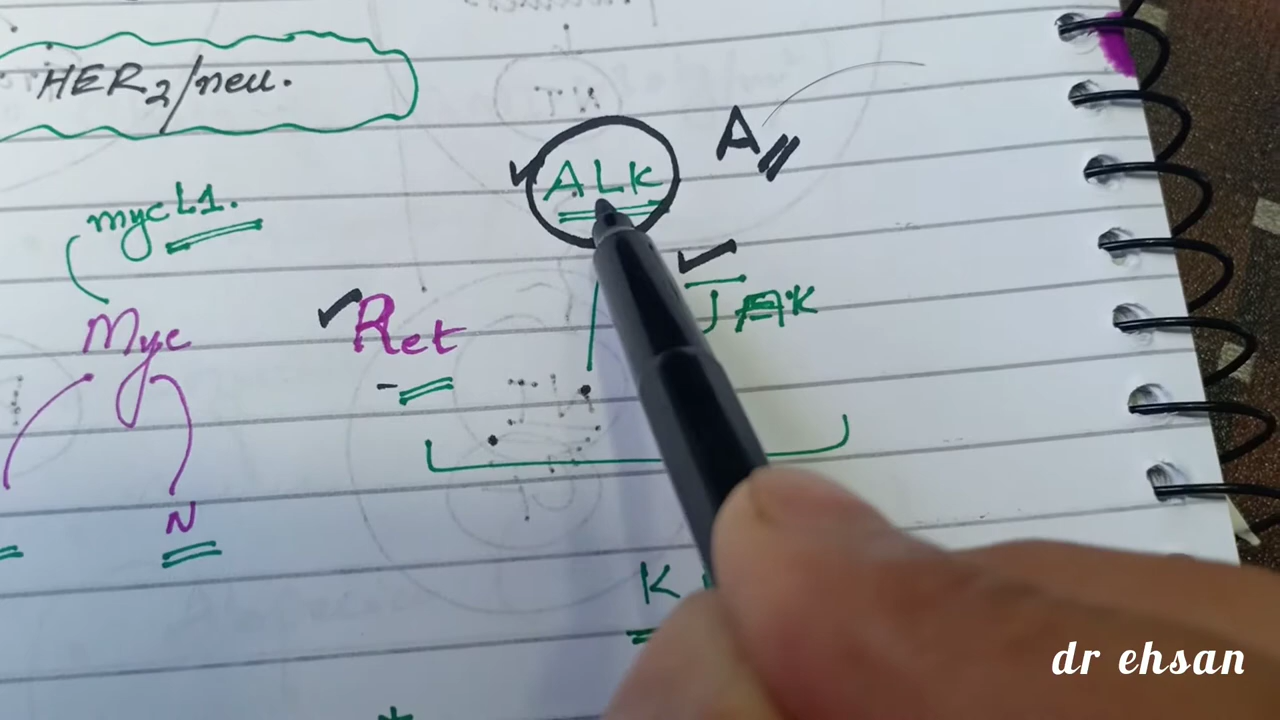 HER2/neu.
ALK
A
mycL1.
Ret
JAK
Myc
N
K
dr ehsan